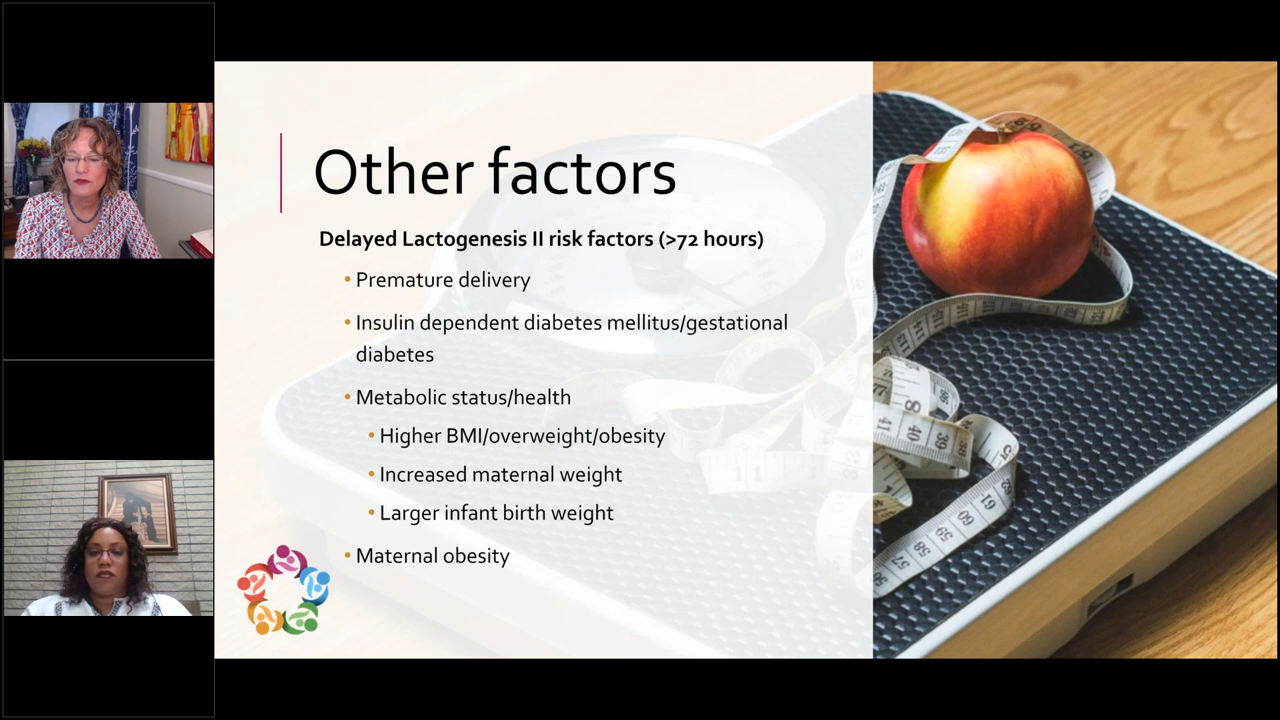 Other factors
Delayed Lactogenesis II risk factors (>72 hours)
• Premature delivery
• Insulin dependent diabetes mellitus/gestational
diabetes
• Metabolic status/health
• Higher BMI/overweight/obesity
• Increased maternal weight
• Larger infant birth weight
• Maternal obesity